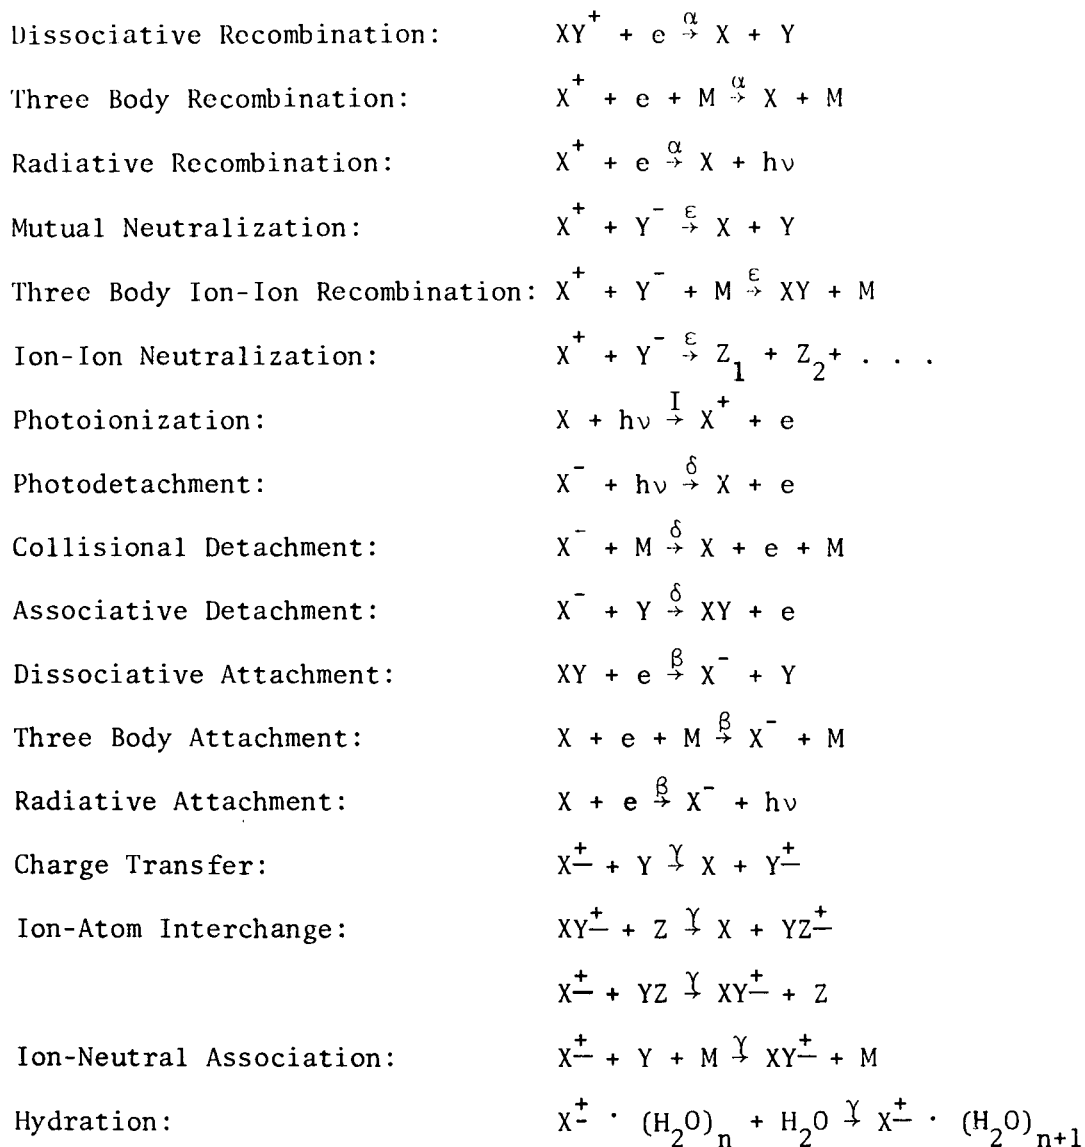 Dissociative Recombination: XY⁺ + e →^α X + Y
Three Body Recombination: X⁺ + e + M →^α X + M
Radiative Recombination: X⁺ + e →^α X + hν
Mutual Neutralization: X⁺ + Y⁻ →^ε X + Y
Three Body Ion-Ion Recombination: X⁺ + Y⁻ + M →^ε XY + M
Ion-Ion Neutralization: X⁺ + Y⁻ →^ε Z₁ + Z₂+ . . .
Photoionization: X + hν →^I X⁺ + e
Photodetachment: X⁻ + hν →^δ X + e
Collisional Detachment: X⁻ + M →^δ X + e + M
Associative Detachment: X⁻ + Y →^δ XY + e
Dissociative Attachment: XY + e →^β X⁻ + Y
Three Body Attachment: X + e + M →^β X⁻ + M
Radiative Attachment: X + e →^β X⁻ + hν
Charge Transfer: X± + Y →^γ X + Y±
Ion-Atom Interchange: XY± + Z →^γ X + YZ±
X± + YZ →^γ XY± + Z
Ion-Neutral Association: X± + Y + M →^γ XY± + M
Hydration: X± · (H₂O)ₙ + H₂O →^γ X± · (H₂O)ₙ₊₁